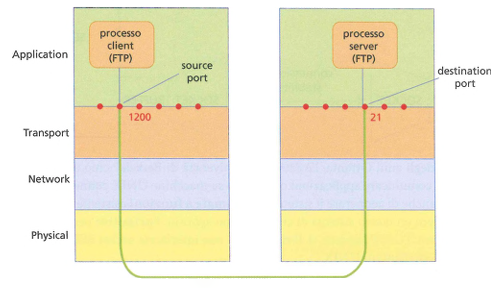 processo
client
(FTP)
processo
server
(FTP)
Application
source
port
destination
port
1200
21
Transport
Network
Physical